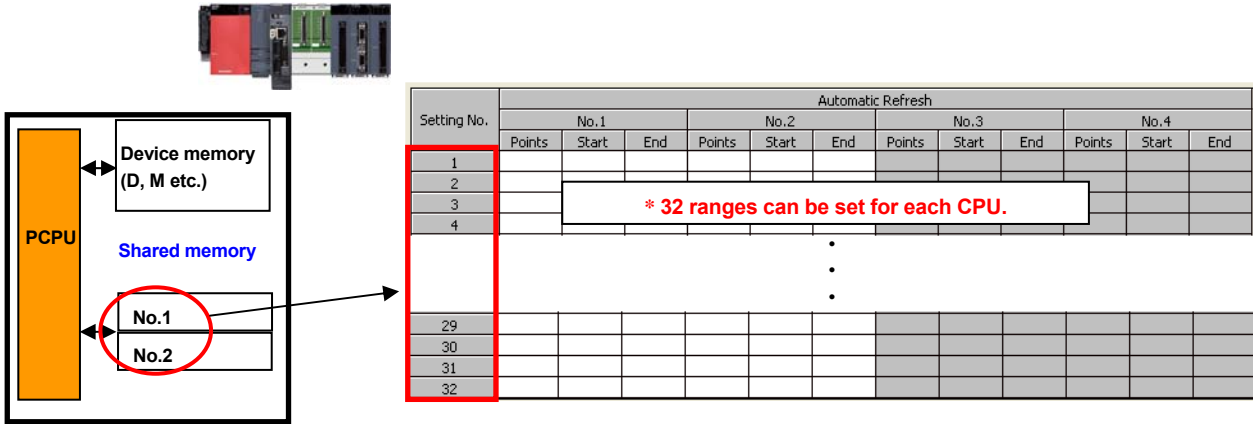 Device memory
(D, M etc.)
PCPU
Shared memory
No.1
No.2
Automatic Refresh
Setting No.
No.1 No.2 No.3 No.4
Points Start End Points Start End Points Start End Points Start End
1
2
3
4
* 32 ranges can be set for each CPU.
29
30
31
32